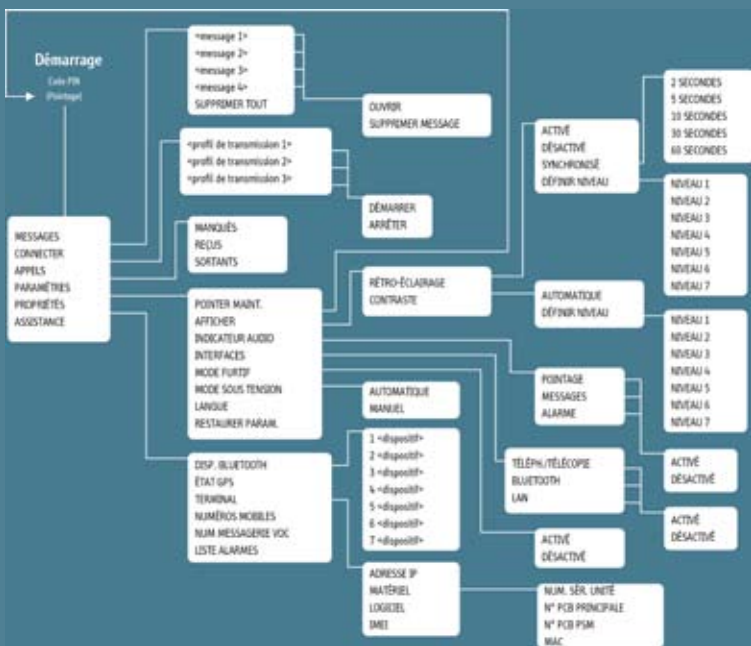 Démarrage
Code PIN
(Pointage)
MESSAGES
CONNECTER
APPELS
PARAMÈTRES
PROPRIÉTÉS
ASSISTANCE
<message 1>
<message 2>
<message 3>
<message 4>
SUPPRIMER TOUT
OUVRIR
SUPPRIMER MESSAGE
<profil de transmission 1>
<profil de transmission 2>
<profil de transmission 3>
DÉMARRER
ARRÊTER
MANQUÉS
REÇUS
SORTANTS
POINTER MAINT.
AFFICHER
INDICATEUR AUDIO
INTERFACES
MODE FURTIF
MODE SOUS TENSION
LANGUE
RESTAURER PARAM.
RÉTRO-ÉCLAIRAGE
CONTRASTE
ACTIVÉ
DÉSACTIVÉ
SYNCHRONISÉ
DÉFINIR NIVEAU
2 SECONDES
5 SECONDES
10 SECONDES
30 SECONDES
60 SECONDES
NIVEAU 1
NIVEAU 2
NIVEAU 3
NIVEAU 4
NIVEAU 5
NIVEAU 6
NIVEAU 7
AUTOMATIQUE
DÉFINIR NIVEAU
NIVEAU 1
NIVEAU 2
NIVEAU 3
NIVEAU 4
NIVEAU 5
NIVEAU 6
NIVEAU 7
POINTAGE
MESSAGES
ALARME
ACTIVÉ
DÉSACTIVÉ
TÉLÉPH./TÉLÉCOPIE
BLUETOOTH
LAN
ACTIVÉ
DÉSACTIVÉ
ACTIVÉ
DÉSACTIVÉ
AUTOMATIQUE
MANUEL
DISP. BLUETOOTH
ÉTAT GPS
TERMINAL
NUMÉROS MOBILES
NUM MESSAGERIE VOC
LISTE ALARMES
1 <dispositif>
2 <dispositif>
3 <dispositif>
4 <dispositif>
5 <dispositif>
6 <dispositif>
7 <dispositif>
ADRESSE IP
MATÉRIEL
LOGICIEL
IMEI
NUM. SÉR. UNITÉ
N° PCB PRINCIPALE
N° PCB PSM
MAC